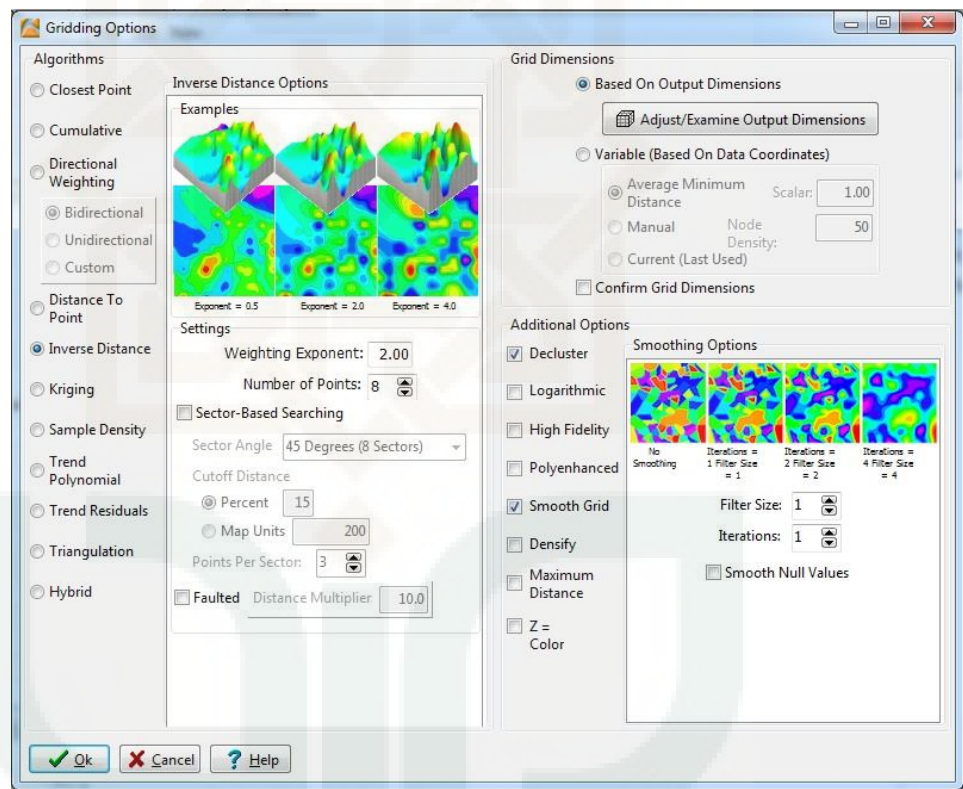 Gridding Options
Algorithms
Closest Point
Cumulative
Directional
Weighting
Bidirectional
Unidirectional
Custom
Distance To
Point
Inverse Distance
Kriging
Sample Density
Trend
Polynomial
Trend Residuals
Triangulation
Hybrid
Inverse Distance Options
Examples
Exponent = 0.5 Exponent = 2.0 Exponent = 4.0
Settings
Weighting Exponent: 2.00
Number of Points: 8
Sector-Based Searching
Sector Angle 45 Degrees (8 Sectors)
Cutoff Distance
Percent 15
Map Units 200
Points Per Sector: 3
Faulted Distance Multiplier 10.0
Grid Dimensions
Based On Output Dimensions
Adjust/Examine Output Dimensions
Variable (Based On Data Coordinates)
Average Minimum
Distance
Scalar: 1.00
Manual
Node
Density:
50
Current (Last Used)
Confirm Grid Dimensions
Additional Options
Decluster
Logarithmic
High Fidelity
Polyenhanced
Smooth Grid
Densify
Maximum
Distance
Z =
Color
Smoothing Options
No
Smoothing
Iterations =
1 Filter Size
= 1
Iterations =
2 Filter Size
= 2
Iterations =
4 Filter Size
= 4
Filter Size: 1
Iterations: 1
Smooth Null Values
Ok
Cancel
Help